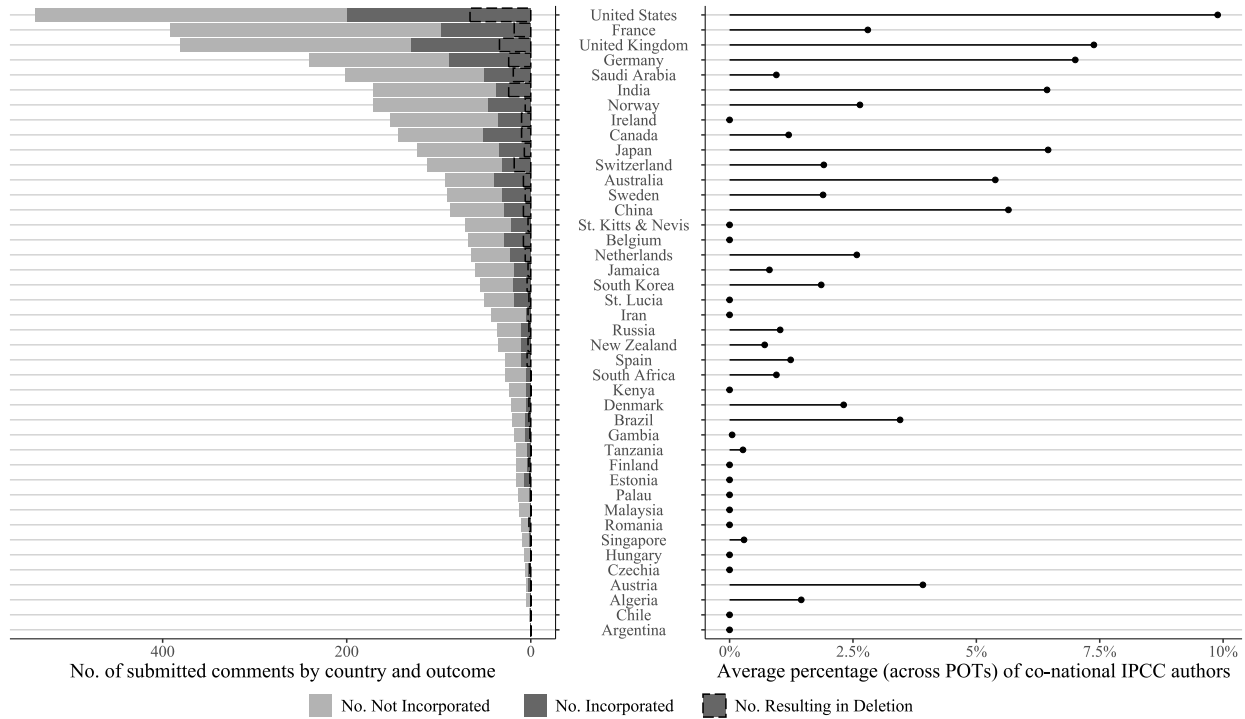 United States
France
United Kingdom
Germany
Saudi Arabia
India
Norway
Ireland
Canada
Japan
Switzerland
Australia
Sweden
China
St. Kitts & Nevis
Belgium
Netherlands
Jamaica
South Korea
St. Lucia
Iran
Russia
New Zealand
Spain
South Africa
Kenya
Denmark
Brazil
Gambia
Tanzania
Finland
Estonia
Palau
Malaysia
Romania
Singapore
Hungary
Czechia
Austria
Algeria
Chile
Argentina
400 200 0 0% 2.5% 5% 7.5% 10%
No. of submitted comments by country and outcome Average percentage (across POTs) of co-national IPCC authors
No. Not Incorporated No. Incorporated No. Resulting in Deletion